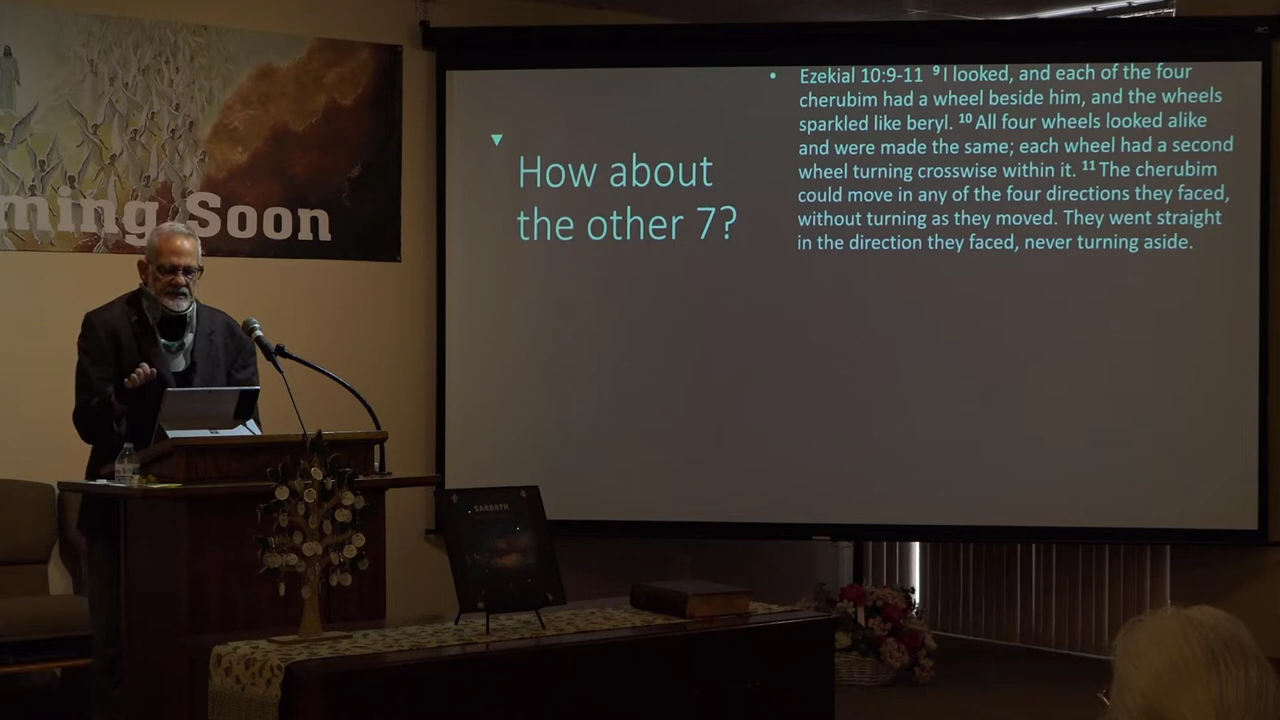 ming Soon
How about
the other 7?
• Ezekial 10:9-11 ⁹ I looked, and each of the four
cherubim had a wheel beside him, and the wheels
sparkled like beryl. ¹⁰ All four wheels looked alike
and were made the same; each wheel had a second
wheel turning crosswise within it. ¹¹ The cherubim
could move in any of the four directions they faced,
without turning as they moved. They went straight
in the direction they faced, never turning aside.
SABBATH